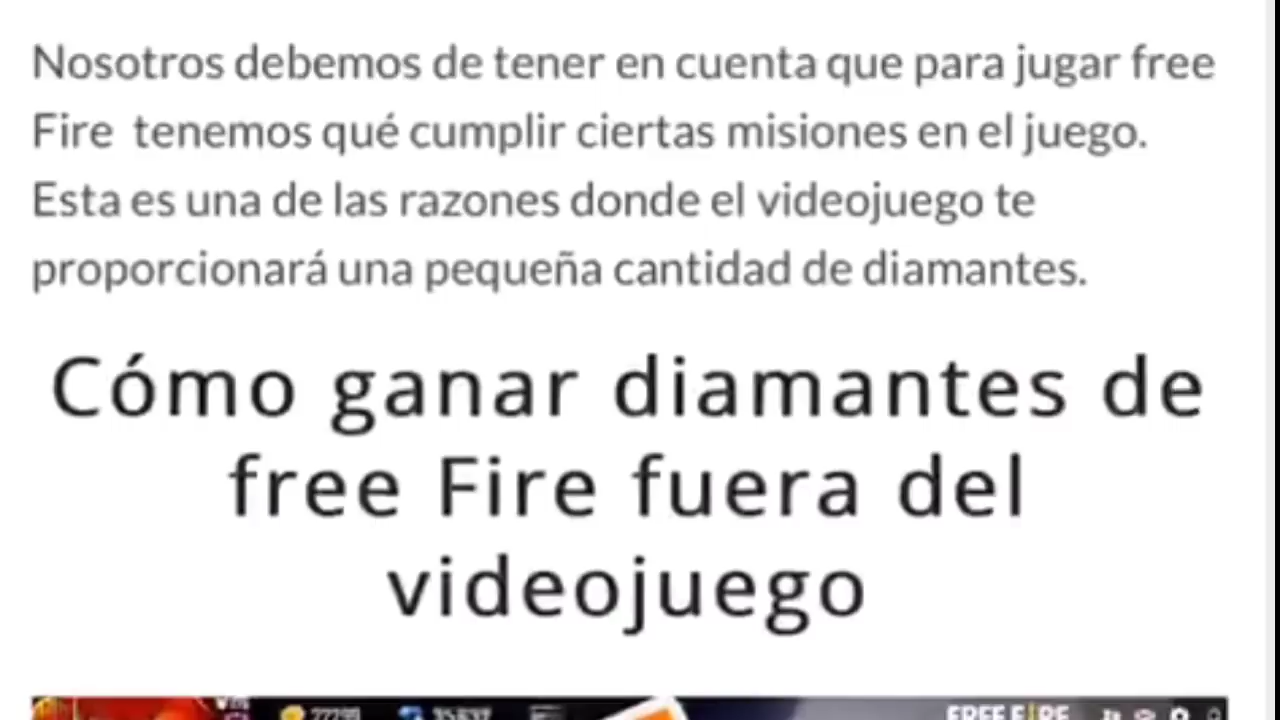 Nosotros debemos de tener en cuenta que para jugar free
Fire tenemos qué cumplir ciertas misiones en el juego.
Esta es una de las razones donde el videojuego te
proporcionará una pequeña cantidad de diamantes.
Cómo ganar diamantes de
free Fire fuera del
videojuego
FREE FIRE